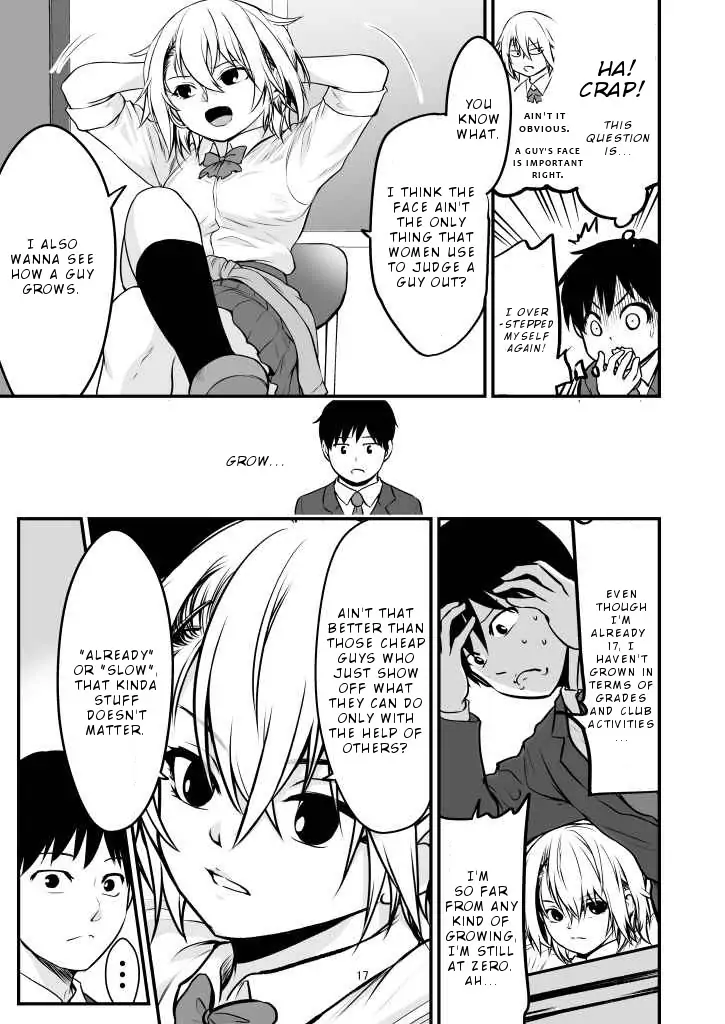 HA!
CRAP!
THIS
QUESTION
IS...
AIN'T IT
OBVIOUS.
A GUY'S FACE
IS IMPORTANT
RIGHT.
I OVER
-STEPPED
MYSELF
AGAIN!
YOU
KNOW
WHAT.
I THINK THE
FACE AIN'T
THE ONLY
THING THAT
WOMEN USE
TO JUDGE A
GUY OUT?
I ALSO
WANNA SEE
HOW A GUY
GROWS.
GROW...
EVEN
THOUGH
I'M
ALREADY
17, I
HAVEN'T
GROWN IN
TERMS OF
GRADES
AND CLUB
ACTIVITIES
...
I'M
SO FAR
FROM ANY
KIND OF
GROWING,
I'M STILL
AT ZERO.
AH...
AIN'T THAT
BETTER THAN
THOSE CHEAP
GUYS WHO
JUST SHOW
OFF WHAT
THEY CAN DO
ONLY WITH
THE HELP OF
OTHERS?
"ALREADY"
OR "SLOW",
THAT KINDA
STUFF
DOESN'T
MATTER.
...
17